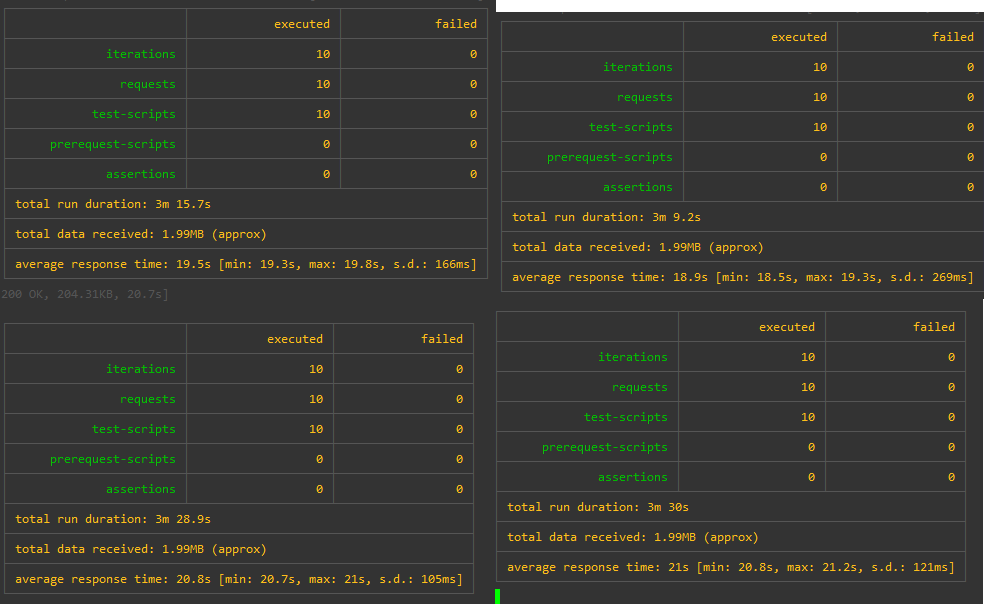 executed failed
iterations 10 0
requests 10 0
test-scripts 10 0
prerequest-scripts 0 0
assertions 0 0
total run duration: 3m 15.7s
total data received: 1.99MB (approx)
average response time: 19.5s [min: 19.3s, max: 19.8s, s.d.: 166ms]
executed failed
iterations 10 0
requests 10 0
test-scripts 10 0
prerequest-scripts 0 0
assertions 0 0
total run duration: 3m 9.2s
total data received: 1.99MB (approx)
average response time: 18.9s [min: 18.5s, max: 19.3s, s.d.: 269ms]
200 OK, 204.31KB, 20.7s]
executed failed
iterations 10 0
requests 10 0
test-scripts 10 0
prerequest-scripts 0 0
assertions 0 0
total run duration: 3m 28.9s
total data received: 1.99MB (approx)
average response time: 20.8s [min: 20.7s, max: 21s, s.d.: 105ms]
executed failed
iterations 10 0
requests 10 0
test-scripts 10 0
prerequest-scripts 0 0
assertions 0 0
total run duration: 3m 30s
total data received: 1.99MB (approx)
average response time: 21s [min: 20.8s, max: 21.2s, s.d.: 121ms]